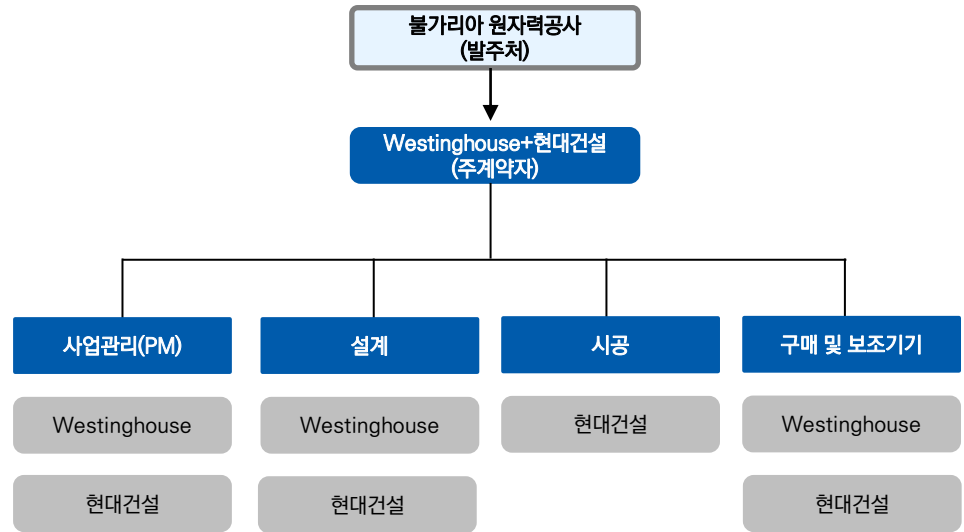 불가리아 원자력공사
(발주처)
Westinghouse+현대건설
(주계약자)
사업관리(PM)
설계
시공
구매 및 보조기기
Westinghouse
Westinghouse
현대건설
Westinghouse
현대건설
현대건설
현대건설